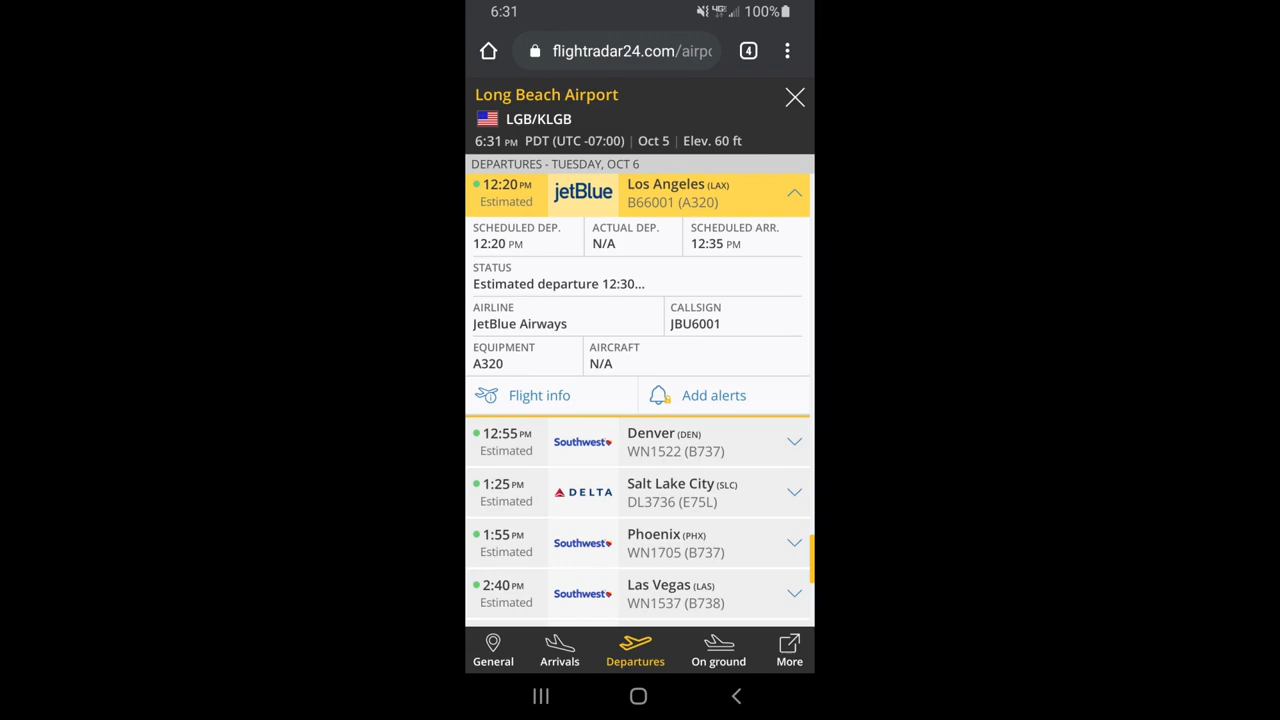 6:31 4G 100%
flightradar24.com/airpo 4
Long Beach Airport
LGB/KLGB
6:31 PM PDT (UTC -07:00) | Oct 5 | Elev. 60 ft
DEPARTURES - TUESDAY, OCT 6
12:20 PM jetBlue Los Angeles (LAX)
Estimated B66001 (A320)
SCHEDULED DEP. ACTUAL DEP. SCHEDULED ARR.
12:20 PM N/A 12:35 PM
STATUS
Estimated departure 12:30...
AIRLINE CALLSIGN
JetBlue Airways JBU6001
EQUIPMENT AIRCRAFT
A320 N/A
Flight info Add alerts
12:55 PM Southwest Denver (DEN)
Estimated WN1522 (B737)
1:25 PM DELTA Salt Lake City (SLC)
Estimated DL3736 (E75L)
1:55 PM Southwest Phoenix (PHX)
Estimated WN1705 (B737)
2:40 PM Southwest Las Vegas (LAS)
Estimated WN1537 (B738)
General Arrivals Departures On ground More